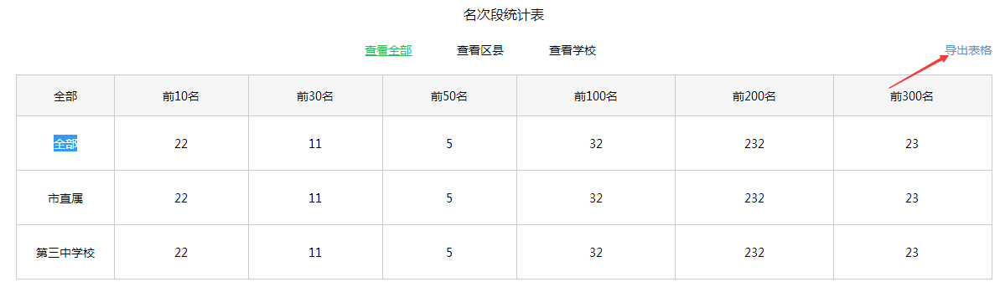 名次段统计表
查看全部 查看区县 查看学校 导出表格
全部 前10名 前30名 前50名 前100名 前200名 前300名
全部 22 11 5 32 232 23
市直属 22 11 5 32 232 23
第三中学校 22 11 5 32 232 23